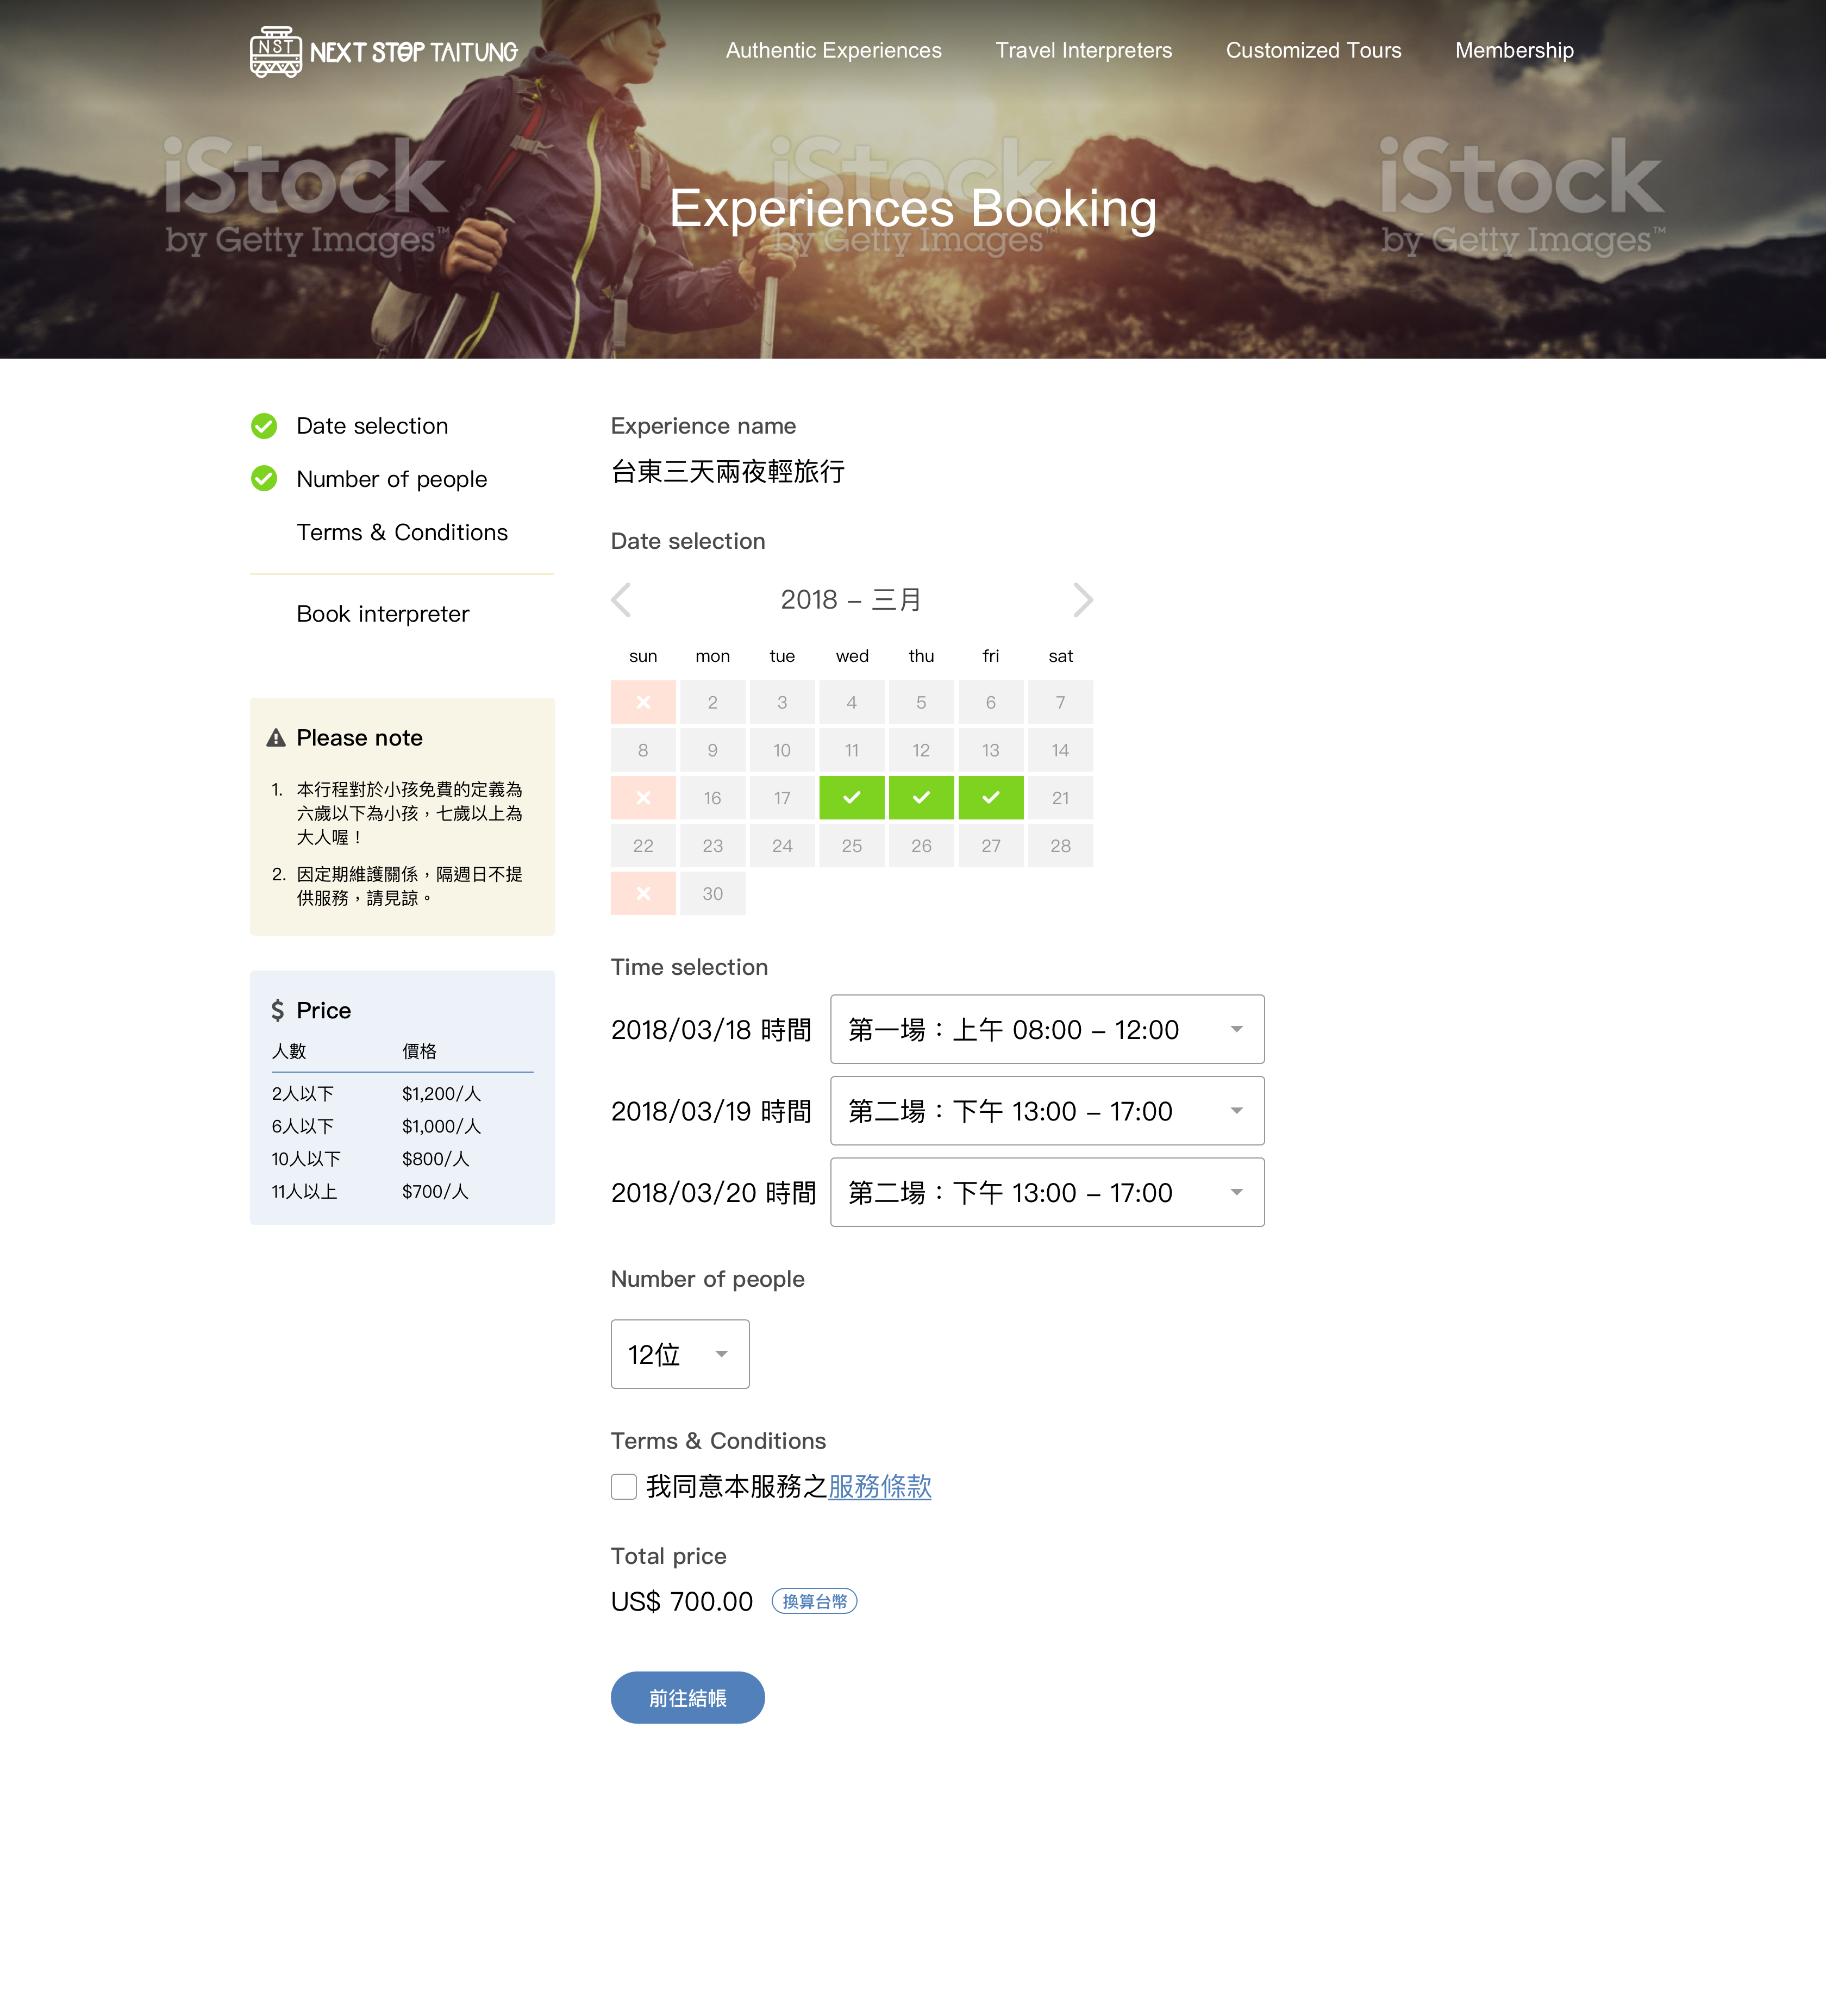 NST NEXT STOP TAITUNG
Authentic Experiences
Travel Interpreters
Customized Tours
Membership
iStock
by Getty Images™
iStock
by Getty Images™
iStock
by Getty Images™
Experiences Booking
Date selection
Number of people
Terms & Conditions
Book interpreter
Please note
1. 本行程對於小孩免費的定義為
六歲以下為小孩，七歲以上為
大人喔！
2. 因定期維護關係，隔週日不提
供服務，請見諒。
$ Price
人數 價格
2人以下 $1,200/人
6人以下 $1,000/人
10人以下 $800/人
11人以上 $700/人
Experience name
台東三天兩夜輕旅行
Date selection
2018 – 三月
sun mon tue wed thu fri sat
2 3 4 5 6 7
8 9 10 11 12 13 14
16 17 21
22 23 24 25 26 27 28
30
Time selection
2018/03/18 時間 第一場：上午 08:00 – 12:00
2018/03/19 時間 第二場：下午 13:00 – 17:00
2018/03/20 時間 第二場：下午 13:00 – 17:00
Number of people
12位
Terms & Conditions
我同意本服務之服務條款
Total price
US$ 700.00 換算台幣
前往結帳